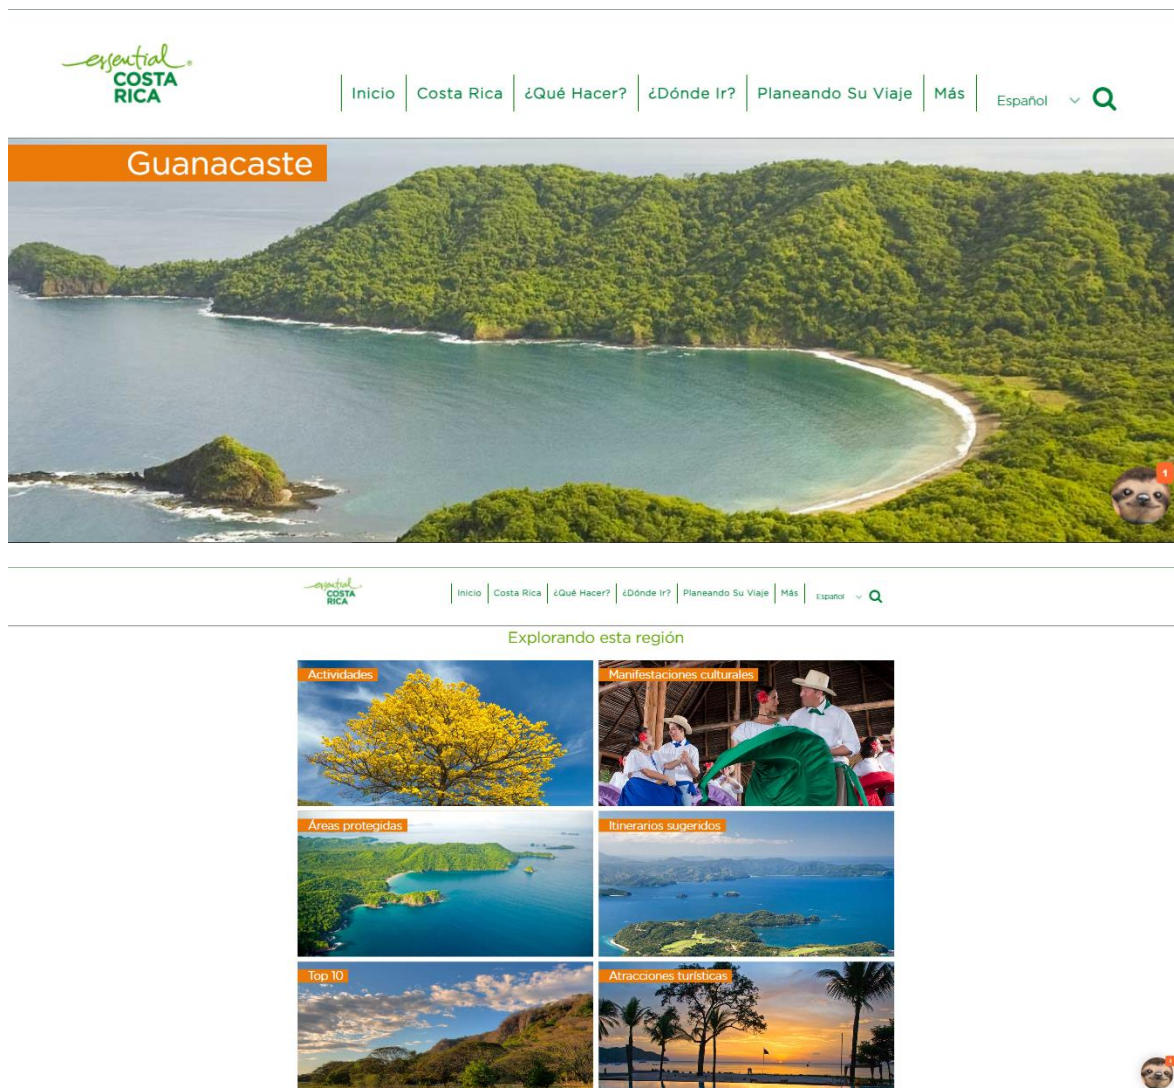 essential
COSTA
RICA
Inicio Costa Rica ¿Qué Hacer? ¿Dónde Ir? Planeando Su Viaje Más Español
Guanacaste
1
essential
COSTA
RICA
Inicio Costa Rica ¿Qué Hacer? ¿Dónde Ir? Planeando Su Viaje Más Español
Explorando esta región
Actividades
Manifestaciones culturales
Áreas protegidas
Itinerarios sugeridos
Top 10
Atracciones turísticas
1